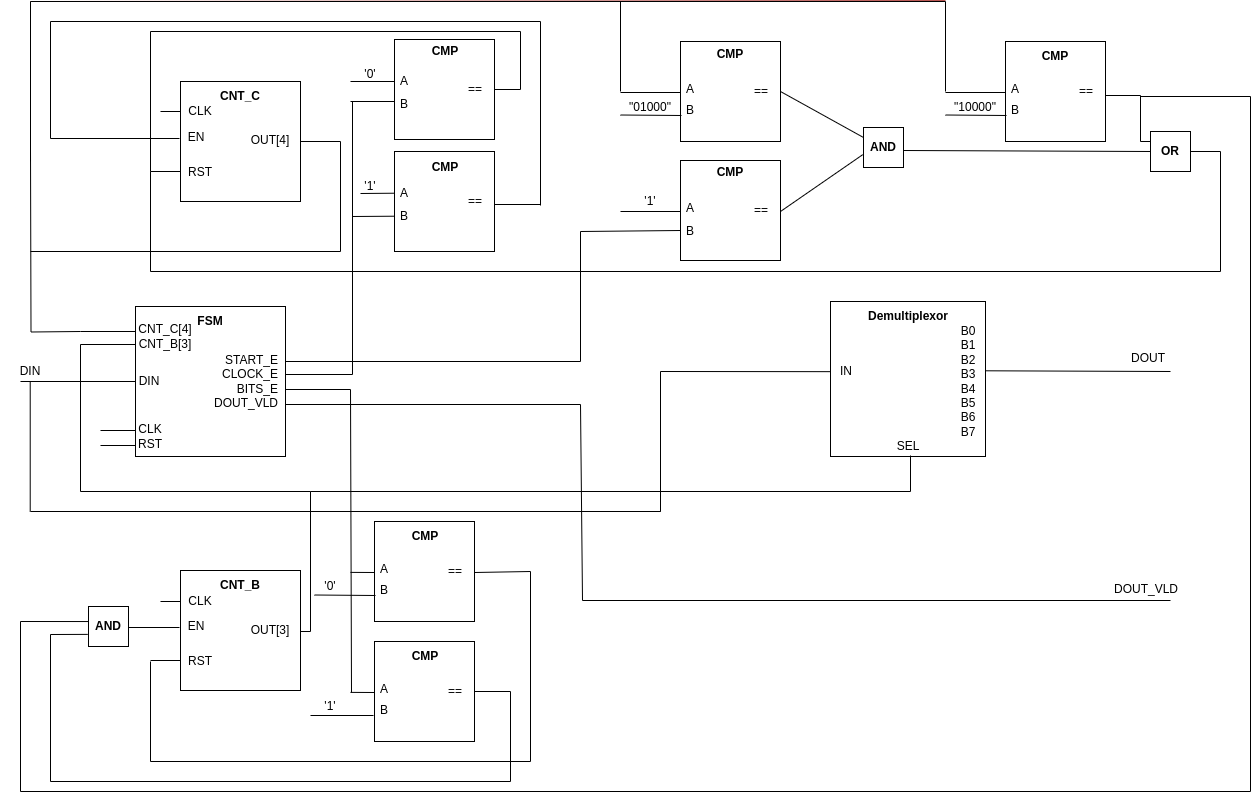 CNT_C
CLK
EN
OUT[4]
RST
CMP
'0'
A
==
B
CMP
'1'
A
==
B
CMP
A
==
"01000"
B
CMP
'1'
A
==
B
AND
CMP
A
==
"10000"
B
OR
FSM
CNT_C[4]
CNT_B[3]
START_E
CLOCK_E
DIN
DIN
BITS_E
DOUT_VLD
CLK
RST
Demultiplexor
B0
B1
B2
IN
B3
B4
B5
B6
B7
SEL
DOUT
DOUT_VLD
CMP
A
==
'0'
B
CMP
A
==
'1'
B
CNT_B
CLK
EN
OUT[3]
RST
AND